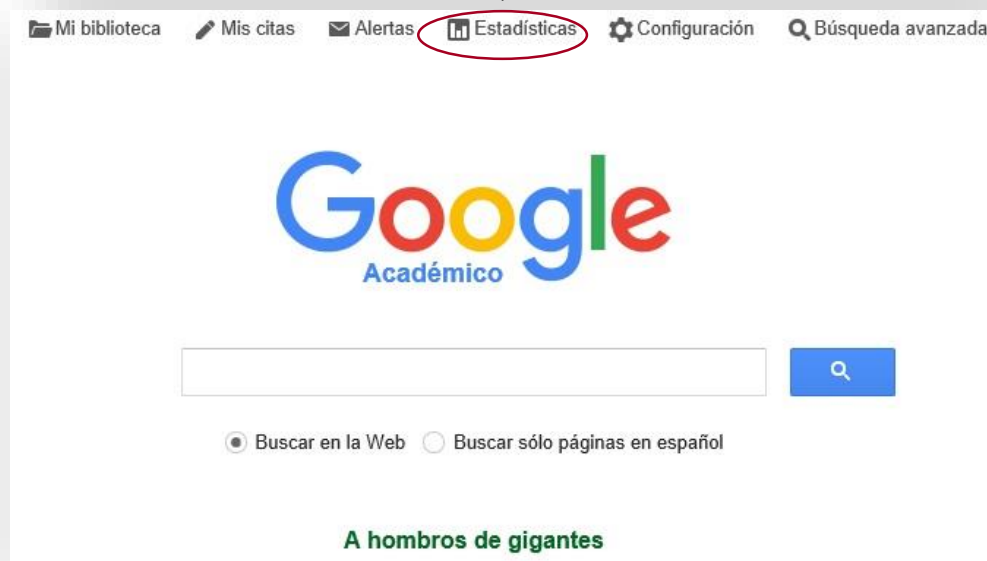 Mi biblioteca Mis citas Alertas Estadísticas Configuración Búsqueda avanzada
Google
Académico
Buscar en la Web Buscar sólo páginas en español
A hombros de gigantes